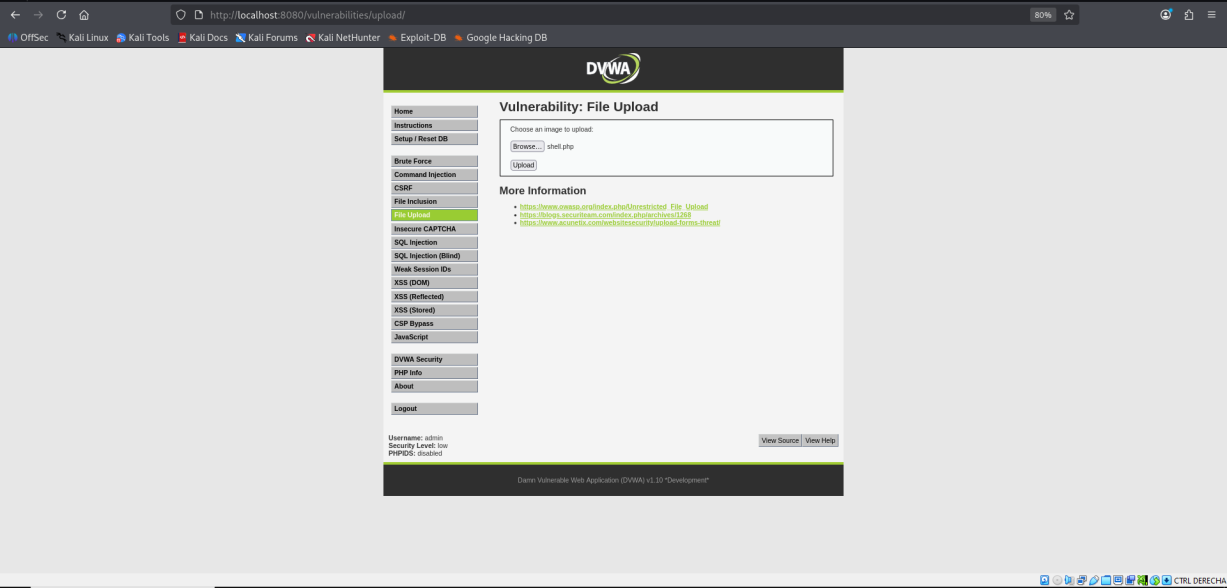 http://localhost:8080/vulnerabilities/upload/
80%
OffSec Kali Linux Kali Tools Kali Docs Kali Forums Kali NetHunter Exploit-DB Google Hacking DB
DVWA
Home
Instructions
Setup / Reset DB
Brute Force
Command Injection
CSRF
File Inclusion
File Upload
Insecure CAPTCHA
SQL Injection
SQL Injection (Blind)
Weak Session IDs
XSS (DOM)
XSS (Reflected)
XSS (Stored)
CSP Bypass
JavaScript
DVWA Security
PHP Info
About
Logout
Vulnerability: File Upload
Choose an image to upload:
Browse... shell.php
Upload
More Information
https://www.owasp.org/index.php/Unrestricted_File_Upload
https://blogs.securiteam.com/index.php/archives/1268
https://www.acunetix.com/websitesecurity/upload-forms-threat/
Username: admin
Security Level: low
PHPIDS: disabled
View Source View Help
Damn Vulnerable Web Application (DVWA) v1.10 *Development*
CTRL DERECHA